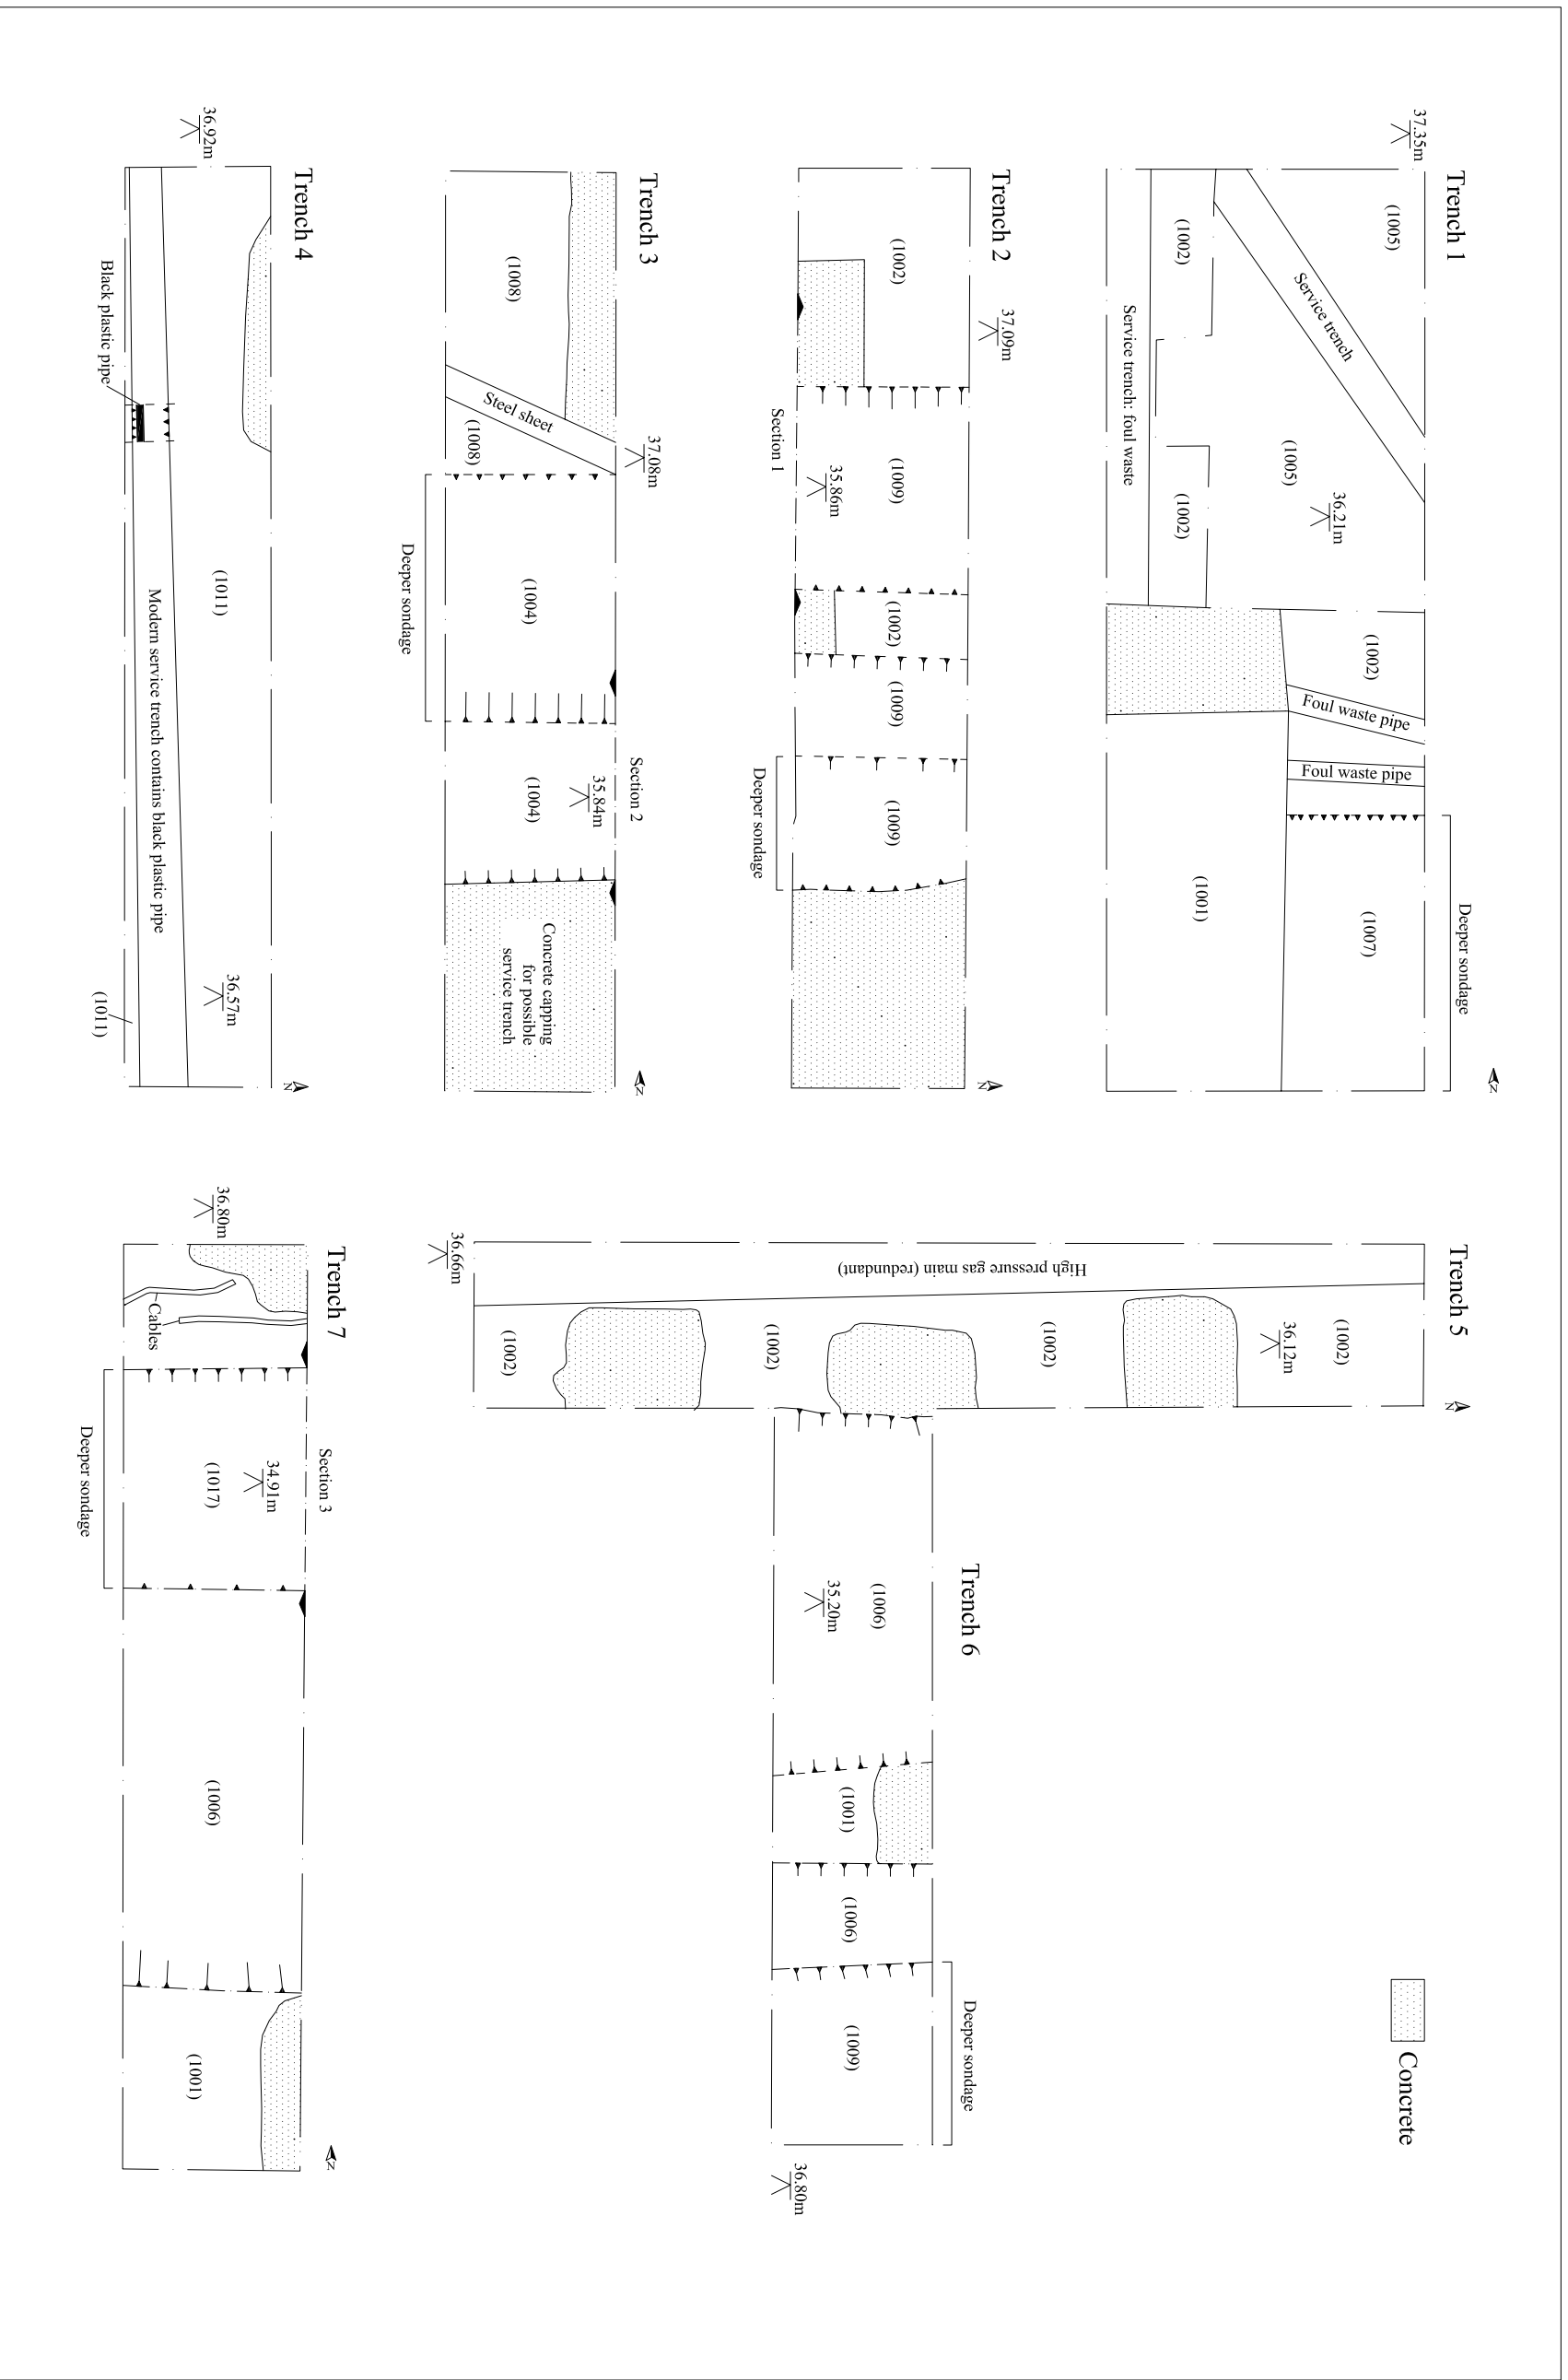 Trench 1
37.35m
(1005)
Service trench
(1002)
Service trench: foul waste
(1005)
36.21m
(1002)
(1002)
Foul waste pipe
Foul waste pipe
Deeper sondage
(1007)
(1001)
N
Trench 2
37.09m
(1002)
Section 1
(1009)
35.86m
(1002)
(1009)
Deeper sondage
(1009)
N
Trench 3
(1008)
Steel sheet
(1008)
37.08m
Deeper sondage
(1004)
Section 2
35.84m
(1004)
Concrete capping
for possible
service trench
N
Trench 4
36.92m
Black plastic pipe
(1011)
Modern service trench contains black plastic pipe
36.57m
(1011)
N
Trench 5
36.66m
High pressure gas main (redundant)
(1002)
36.12m
(1002)
(1002)
(1002)
N
Trench 6
(1006)
35.20m
(1001)
(1006)
Deeper sondage
(1009)
36.80m
Trench 7
36.80m
Cables
Section 3
34.91m
(1017)
Deeper sondage
(1006)
(1001)
N
Concrete